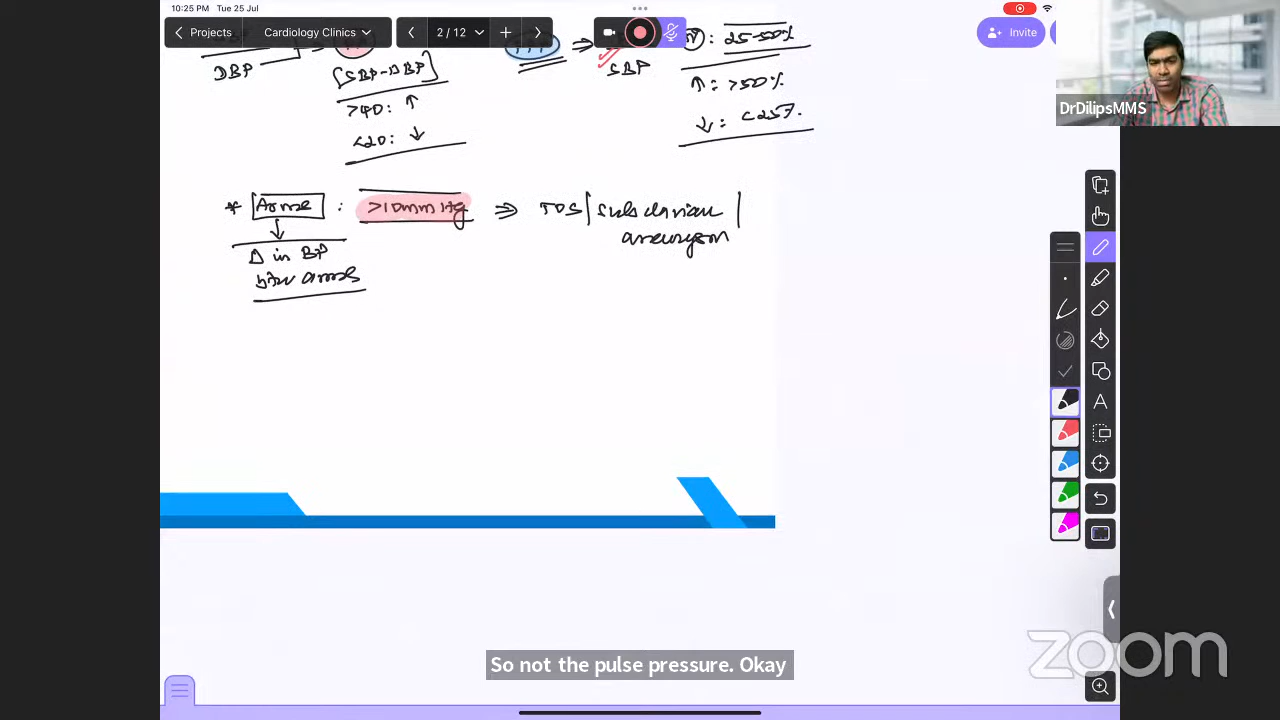 10:25 PM Tue 25 Jul
Projects
Cardiology Clinics
2 / 12
Invite
DrDilipsMMS
: 25-50%
DBP
[SBP-DBP]
⇒ SBP
>40: ↑
<20: ↓
↑: >50%
↓: <25%.
* Arms : >10mmHg ⇒ TOS | Subclavian
aneurysm
Δ in BP
btw arms
So not the pulse pressure. Okay
zoom